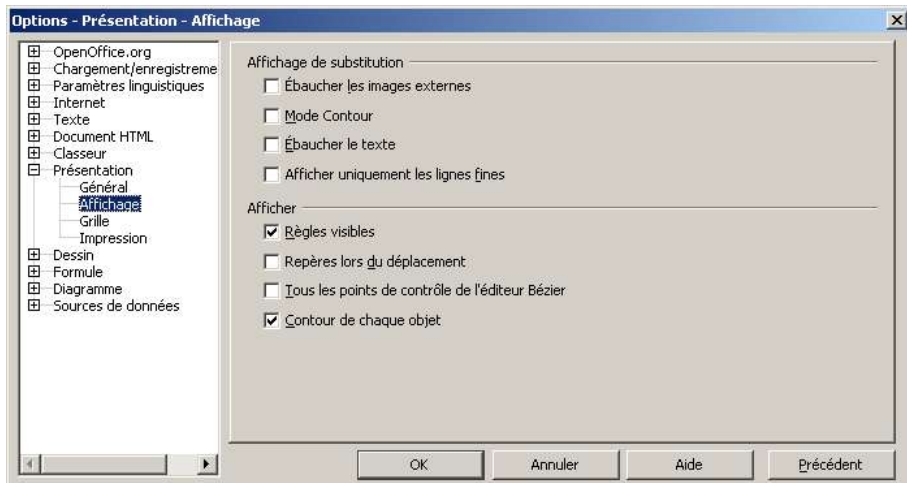 Options - Présentation - Affichage
OpenOffice.org
Chargement/enregistreme
Paramètres linguistiques
Internet
Texte
Document HTML
Classeur
Présentation
Général
Affichage
Grille
Impression
Dessin
Formule
Diagramme
Sources de données
Affichage de substitution
Ébaucher les images externes
Mode Contour
Ébaucher le texte
Afficher uniquement les lignes fines
Afficher
Règles visibles
Repères lors du déplacement
Tous les points de contrôle de l'éditeur Bézier
Contour de chaque objet
OK
Annuler
Aide
Précédent